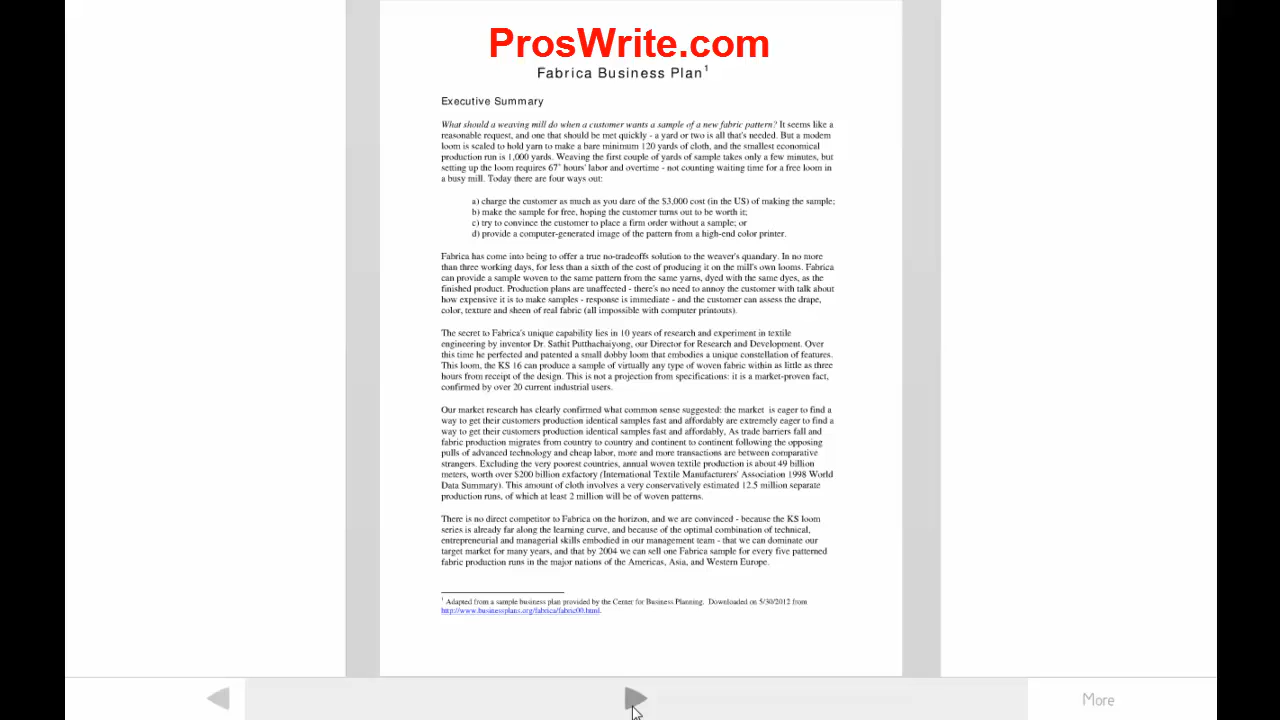 ProsWrite.com
Fabrica Business Plan1
Executive Summary
What should a weaving mill do when a customer wants a sample of a new fabric pattern? It seems like a
reasonable request, and one that should be met quickly - a yard or two is all that's needed. But a modern
loom is scaled to hold yarn to make a bare minimum 120 yards of cloth, and the smallest economical
production run is 1,000 yards. Weaving the first couple of yards of sample takes only a few minutes, but
setting up the loom requires 67' hours' labor and overtime - not counting waiting time for a free loom in
a busy mill. Today there are four ways out:
a) charge the customer as much as you dare of the $3,000 cost (in the US) of making the sample;
b) make the sample for free, hoping the customer turns out to be worth it;
c) try to convince the customer to place a firm order without a sample; or
d) provide a computer-generated image of the pattern from a high-end color printer.
Fabrica has come into being to offer a true no-tradeoffs solution to the weaver's quandary. In no more
than three working days, for less than a sixth of the cost of producing it on the mill's own looms. Fabrica
can provide a sample woven to the same pattern from the same yarns, dyed with the same dyes, as the
finished product. Production plans are unaffected - there's no need to annoy the customer with talk about
how expensive it is to make samples - response is immediate - and the customer can assess the drape,
color, texture and sheen of real fabric (all impossible with computer printouts).
The secret to Fabrica's unique capability lies in 10 years of research and experiment in textile
engineering by inventor Dr. Sathit Putthachaiyong, our Director for Research and Development. Over
this time he perfected and patented a small dobby loom that embodies a unique constellation of features.
This loom, the KS 16 can produce a sample of virtually any type of woven fabric within as little as three
hours from receipt of the design. This is not a projection from specifications: it is a market-proven fact,
confirmed by over 20 current industrial users.
Our market research has clearly confirmed what common sense suggested: the market is eager to find a
way to get their customers production identical samples fast and affordably are extremely eager to find a
way to get their customers production identical samples fast and affordably, As trade barriers fall and
fabric production migrates from country to country and continent to continent following the opposing
pulls of advanced technology and cheap labor, more and more transactions are between comparative
strangers. Excluding the very poorest countries, annual woven textile production is about 49 billion
meters, worth over $200 billion exfactory (International Textile Manufacturers' Association 1998 World
Data Summary). This amount of cloth involves a very conservatively estimated 12.5 million separate
production runs, of which at least 2 million will be of woven patterns.
There is no direct competitor to Fabrica on the horizon, and we are convinced - because the KS loom
series is already far along the learning curve, and because of the optimal combination of technical,
entrepreneurial and managerial skills embodied in our management team - that we can dominate our
target market for many years, and that by 2004 we can sell one Fabrica sample for every five patterned
fabric production runs in the major nations of the Americas, Asia, and Western Europe.
1 Adapted from a sample business plan provided by the Center for Business Planning. Downloaded on 5/30/2012 from
http://www.businessplans.org/fabrica/fabric00.html.
More